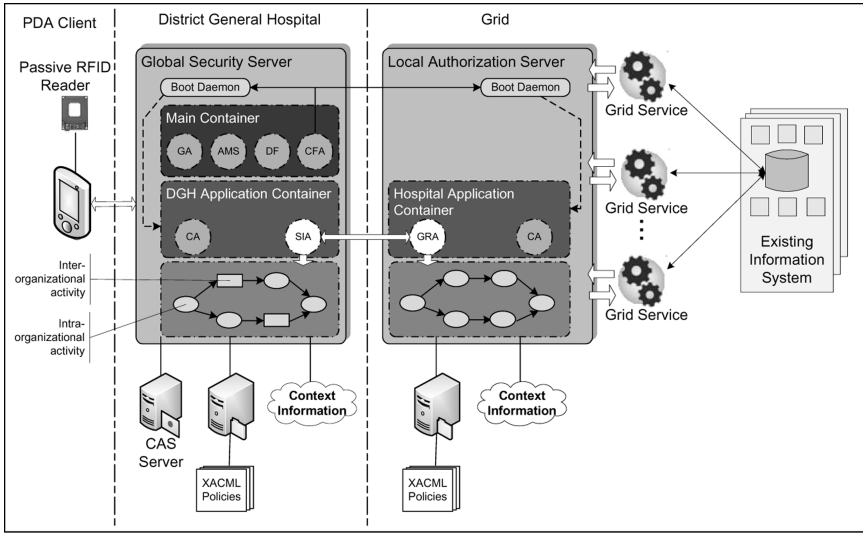 PDA Client
District General Hospital
Grid
Passive RFID
Reader
Global Security Server
Boot Daemon
Main Container
GA
AMS
DF
CFA
DGH Application Container
CA
SIA
Local Authorization Server
Boot Daemon
Hospital Application
Container
GRA
CA
Grid Service
Grid Service
Grid Service
Existing
Information
System
Inter-
organizational
activity
Intra-
organizational
activity
CAS
Server
XACML
Policies
Context
Information
XACML
Policies
Context
Information